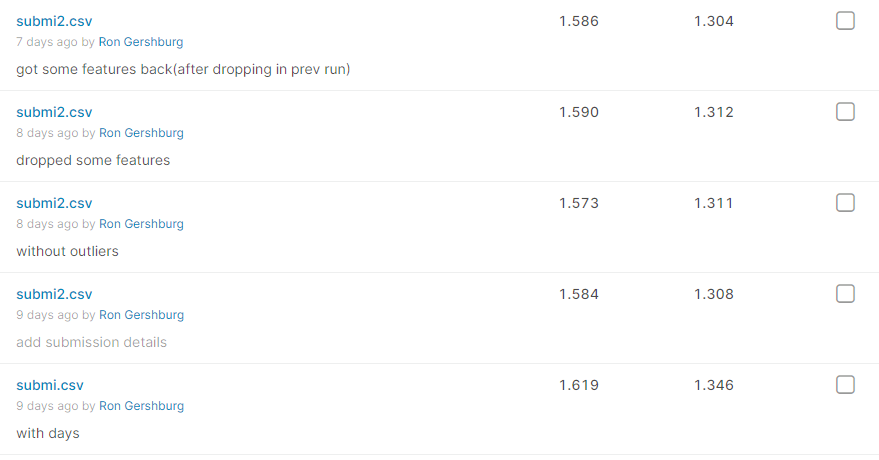 submi2.csv 1.586 1.304
7 days ago by Ron Gershburg
got some features back(after dropping in prev run)
submi2.csv 1.590 1.312
8 days ago by Ron Gershburg
dropped some features
submi2.csv 1.573 1.311
8 days ago by Ron Gershburg
without outliers
submi2.csv 1.584 1.308
9 days ago by Ron Gershburg
add submission details
submi.csv 1.619 1.346
9 days ago by Ron Gershburg
with days